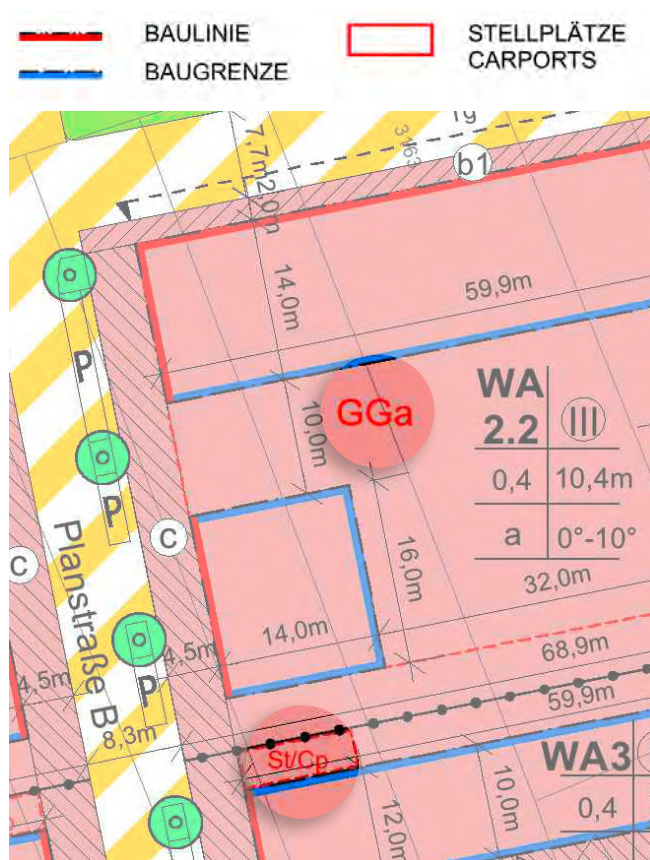 BAULINIE
BAUGRENZE
STELLPLÄTZE
CARPORTS
7,7m
2,0m
3163
b1
14,0m
59,9m
P
GGa
10,0m
WA
2.2
III
0,4
10,4m
a
0°-10°
P
C
C
Planstraße B
16,0m
32,0m
14,0m
68,9m
4,5m
4,5m
P
59,9m
8,3m
St/Cp
WA3
0,4
10,0m
12,0m